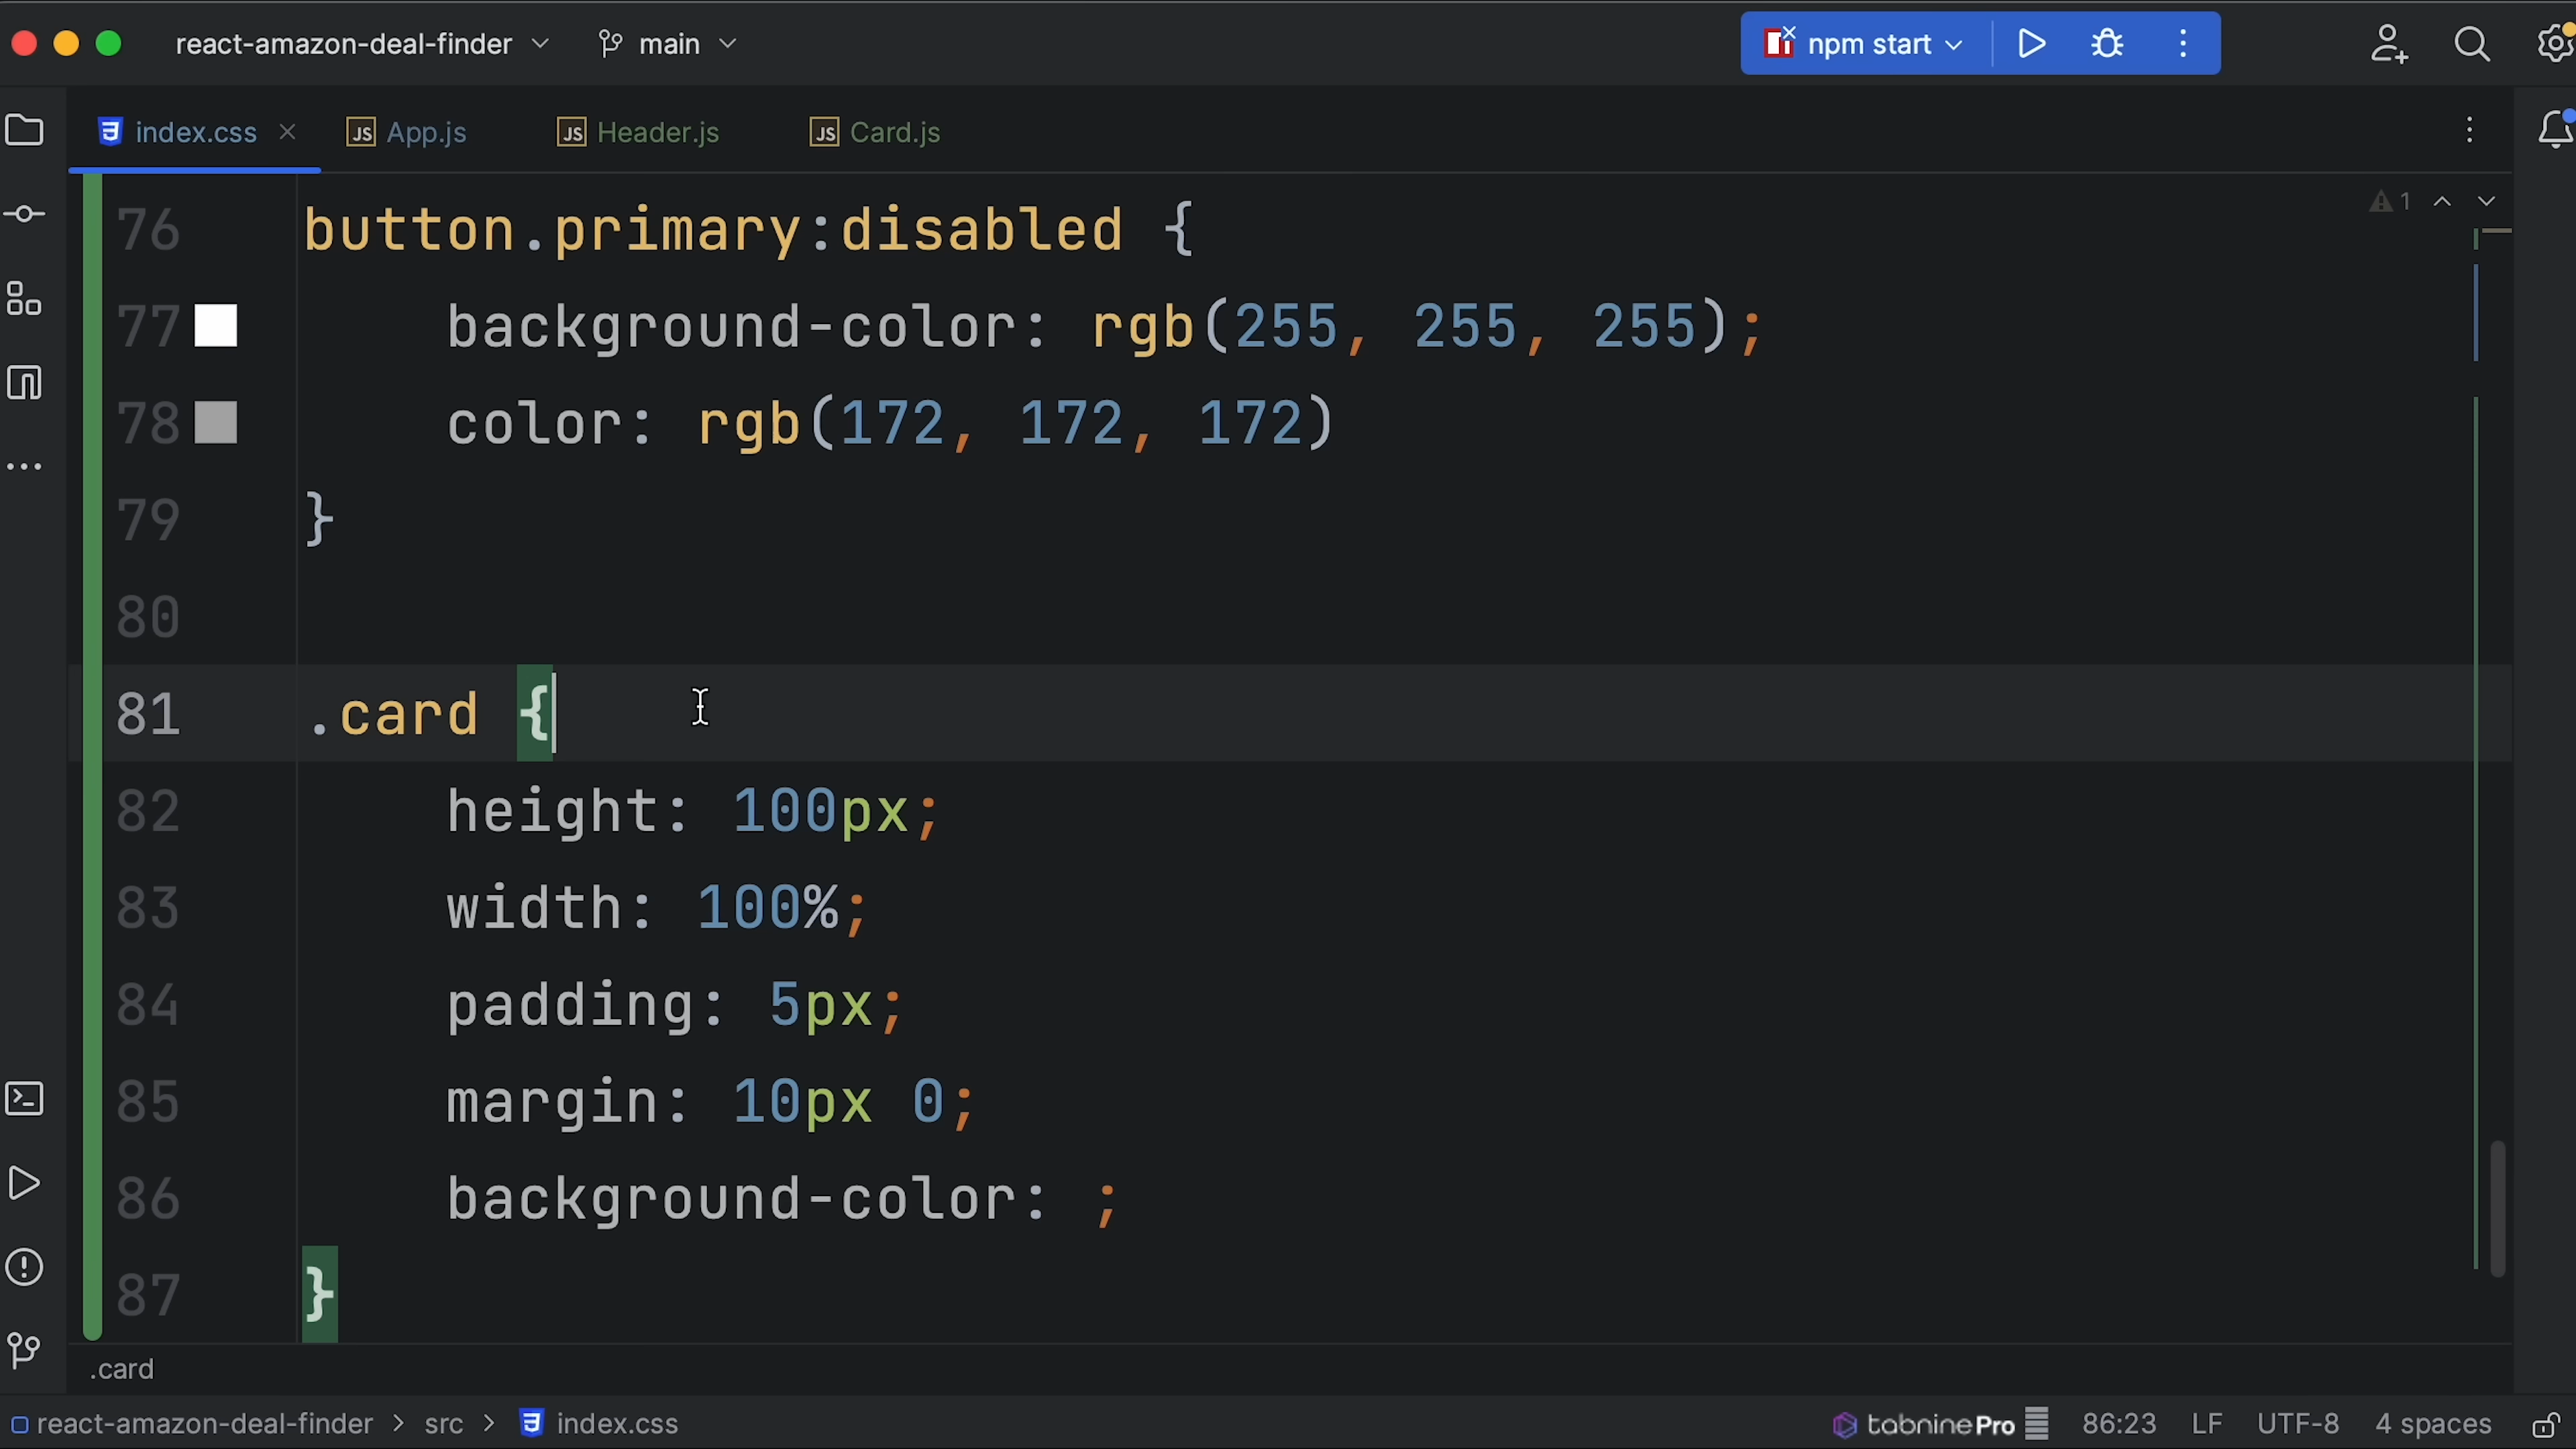 react-amazon-deal-finder main npm start
index.css App.js Header.js Card.js
1
76 button.primary:disabled {
77 background-color: rgb(255, 255, 255);
78 color: rgb(172, 172, 172)
79 }
80
81 .card {
82 height: 100px;
83 width: 100%;
84 padding: 5px;
85 margin: 10px 0;
86 background-color: ;
87 }
.card
react-amazon-deal-finder > src > index.css tabnine Pro 86:23 LF UTF-8 4 spaces